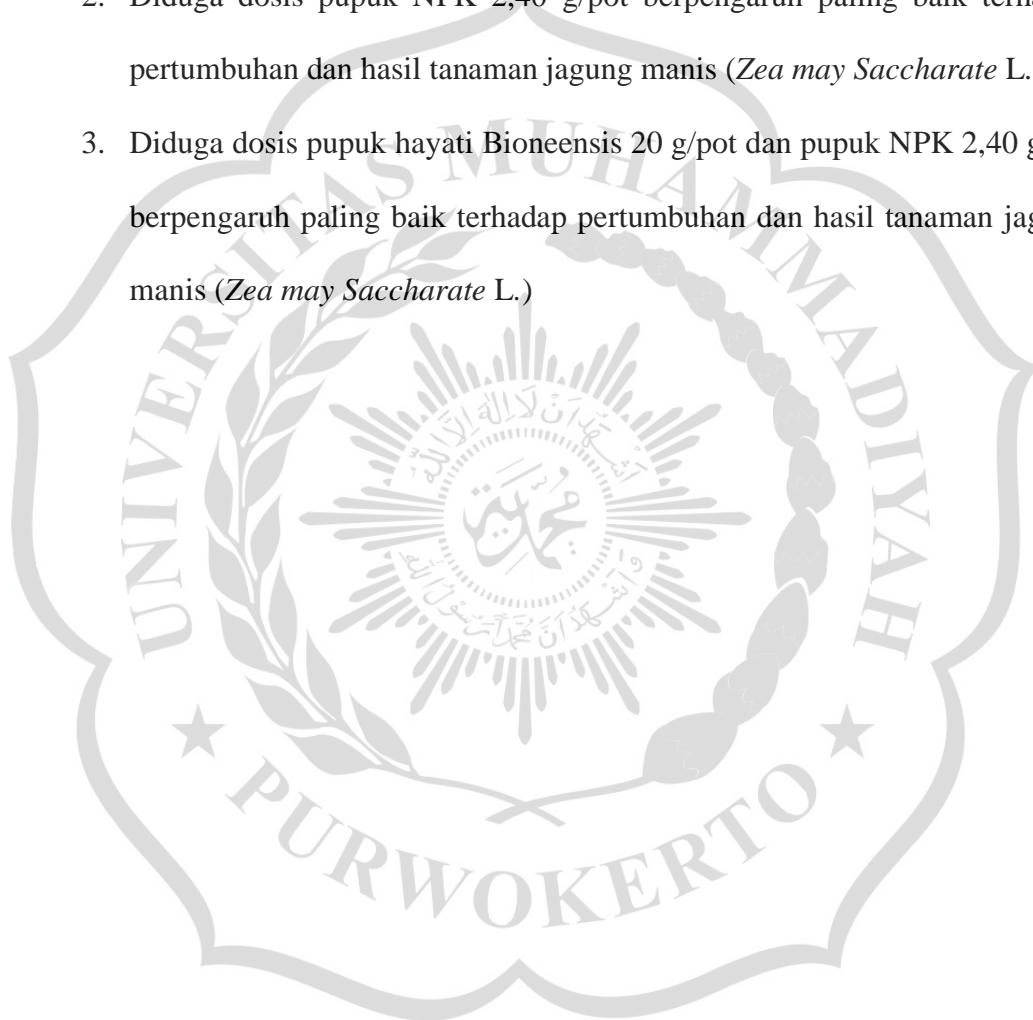 2. Diduga dosis pupuk NPK 2,40 g/pot berpengaruh paling baik
pertumbuhan dan hasil tanaman jagung manis (Zea may Saccharate L.
3. Diduga dosis pupuk hayati Bioneensis 20 g/pot dan pupuk NPK 2,40
berpengaruh paling baik terhadap pertumbuhan dan hasil tanaman
manis (Zea may Saccharate L.)
UNIVERSITAS MUHAMMADIYAH
PURWOKERTO